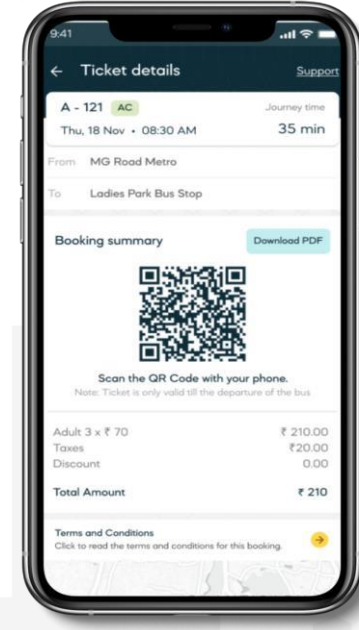 9:41
Ticket details Support
A - 121 AC Journey time
Thu, 18 Nov • 08:30 AM 35 min
From MG Road Metro
To Ladies Park Bus Stop
Booking summary Download PDF
Scan the QR Code with your phone.
Note: Ticket is only valid till the departure of the bus
Adult 3 x ₹ 70 ₹ 210.00
Taxes ₹20.00
Discount 0.00
Total Amount ₹ 210
Terms and Conditions
Click to read the terms and conditions for this booking.